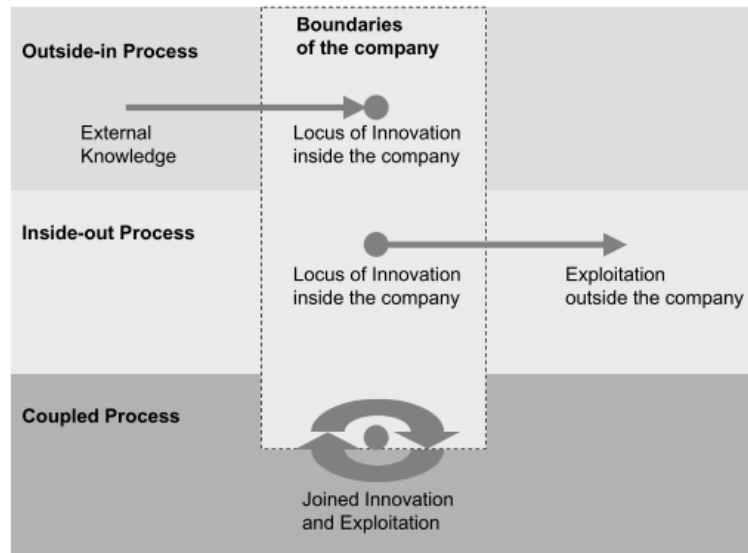 Boundaries
of the company
Outside-in Process
External
Knowledge
Locus of Innovation
inside the company
Inside-out Process
Locus of Innovation
inside the company
Exploitation
outside the company
Coupled Process
Joined Innovation
and Exploitation